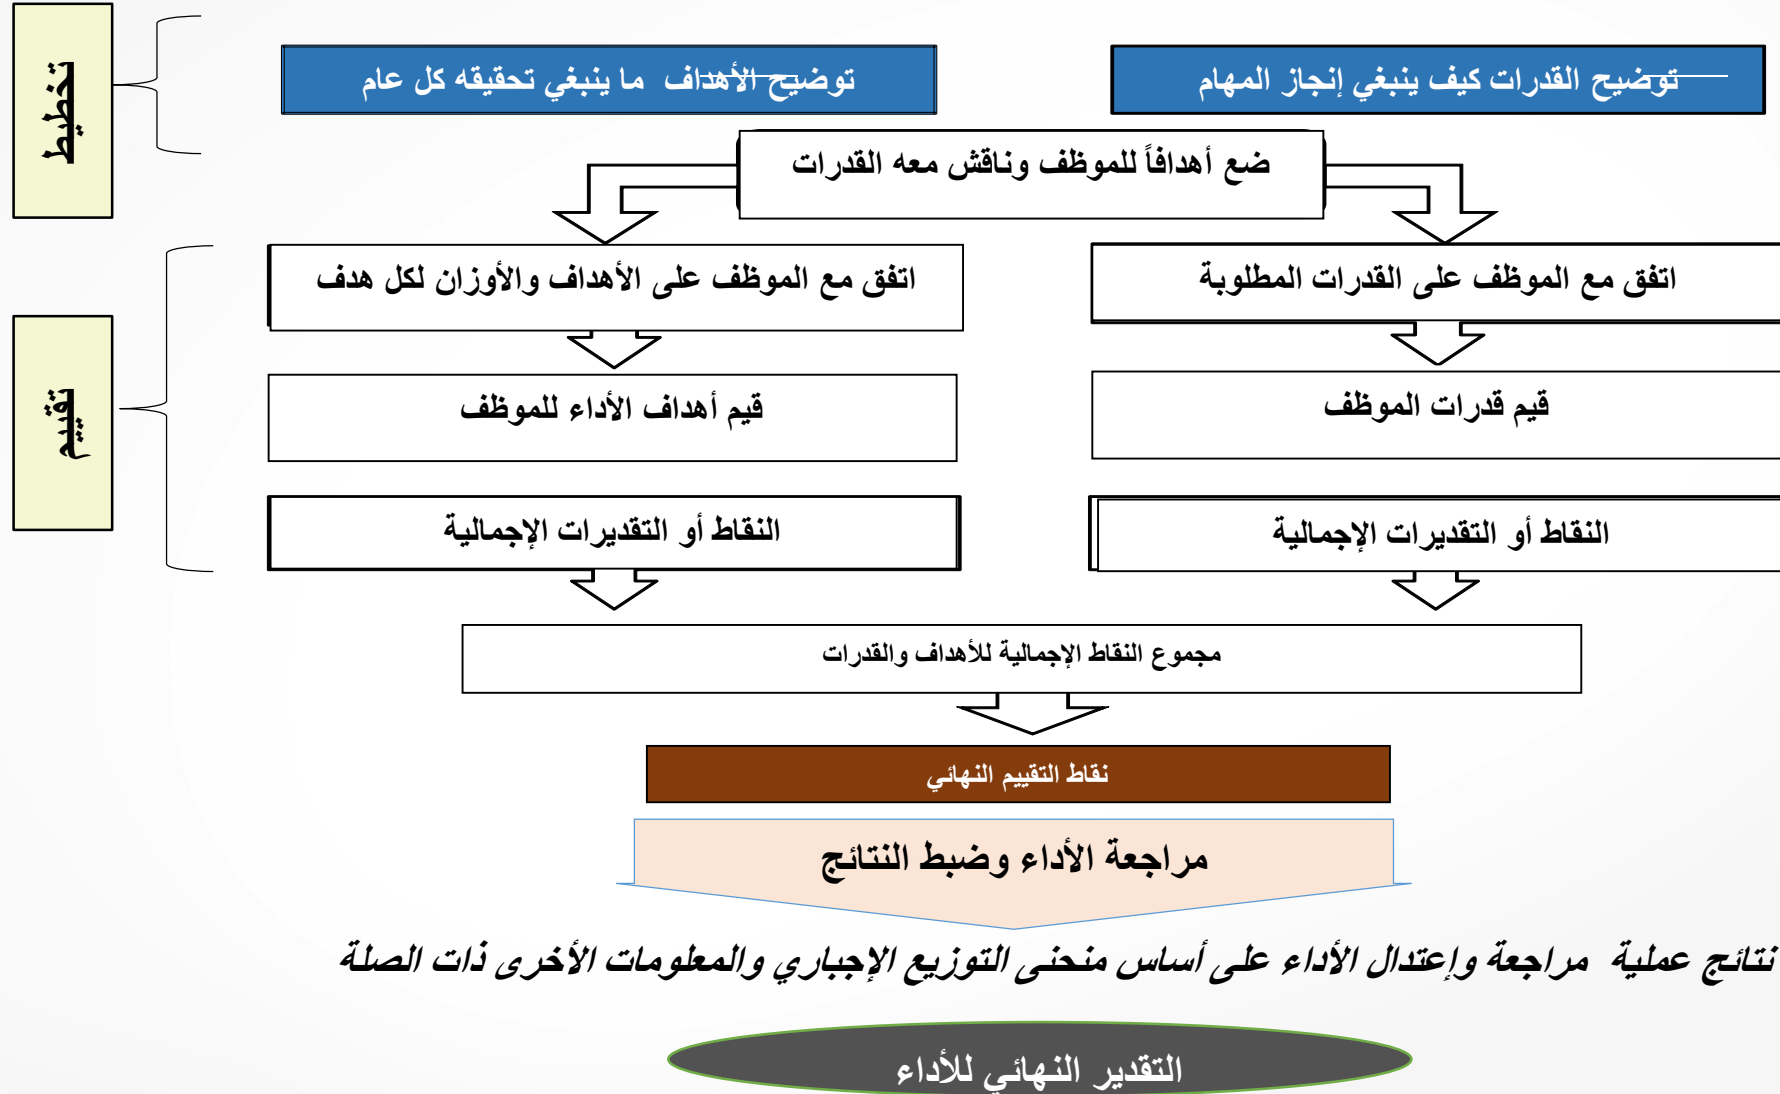 تخطيط
توضيح القدرات كيف ينبغي إنجاز المهام
توضيح الأهداف ما ينبغي تحقيقه كل عام
ضع أهدافاً للموظف وناقش معه القدرات
تقييم
اتفق مع الموظف على القدرات المطلوبة
اتفق مع الموظف على الأهداف والأوزان لكل هدف
قيم قدرات الموظف
قيم أهداف الأداء للموظف
النقاط أو التقديرات الإجمالية
النقاط أو التقديرات الإجمالية
مجموع النقاط الإجمالية للأهداف والقدرات
نقاط التقييم النهائي
مراجعة الأداء وضبط النتائج
نتائج عملية مراجعة وإعتدال الأداء على أساس منحنى التوزيع الإجباري والمعلومات الأخرى ذات الصلة
التقدير النهائي للأداء